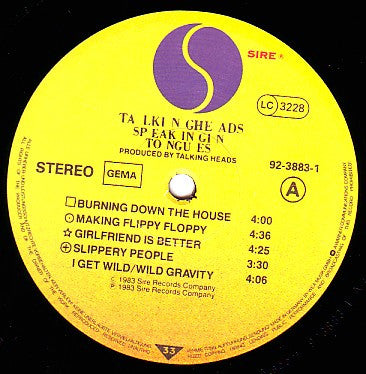 SIRE®
LC 3228
TA LKI N GHE ADS
SP EAK IN GI N
TO NGU ES
PRODUCED BY TALKING HEADS
STEREO
GEMA
92-3883-1
A
BURNING DOWN THE HOUSE 4:00
MAKING FLIPPY FLOPPY 4:36
GIRLFRIEND IS BETTER 4:25
SLIPPERY PEOPLE 3:30
I GET WILD/WILD GRAVITY 4:06
© 1983 Sire Records Company
℗ 1983 Sire Records Company
33